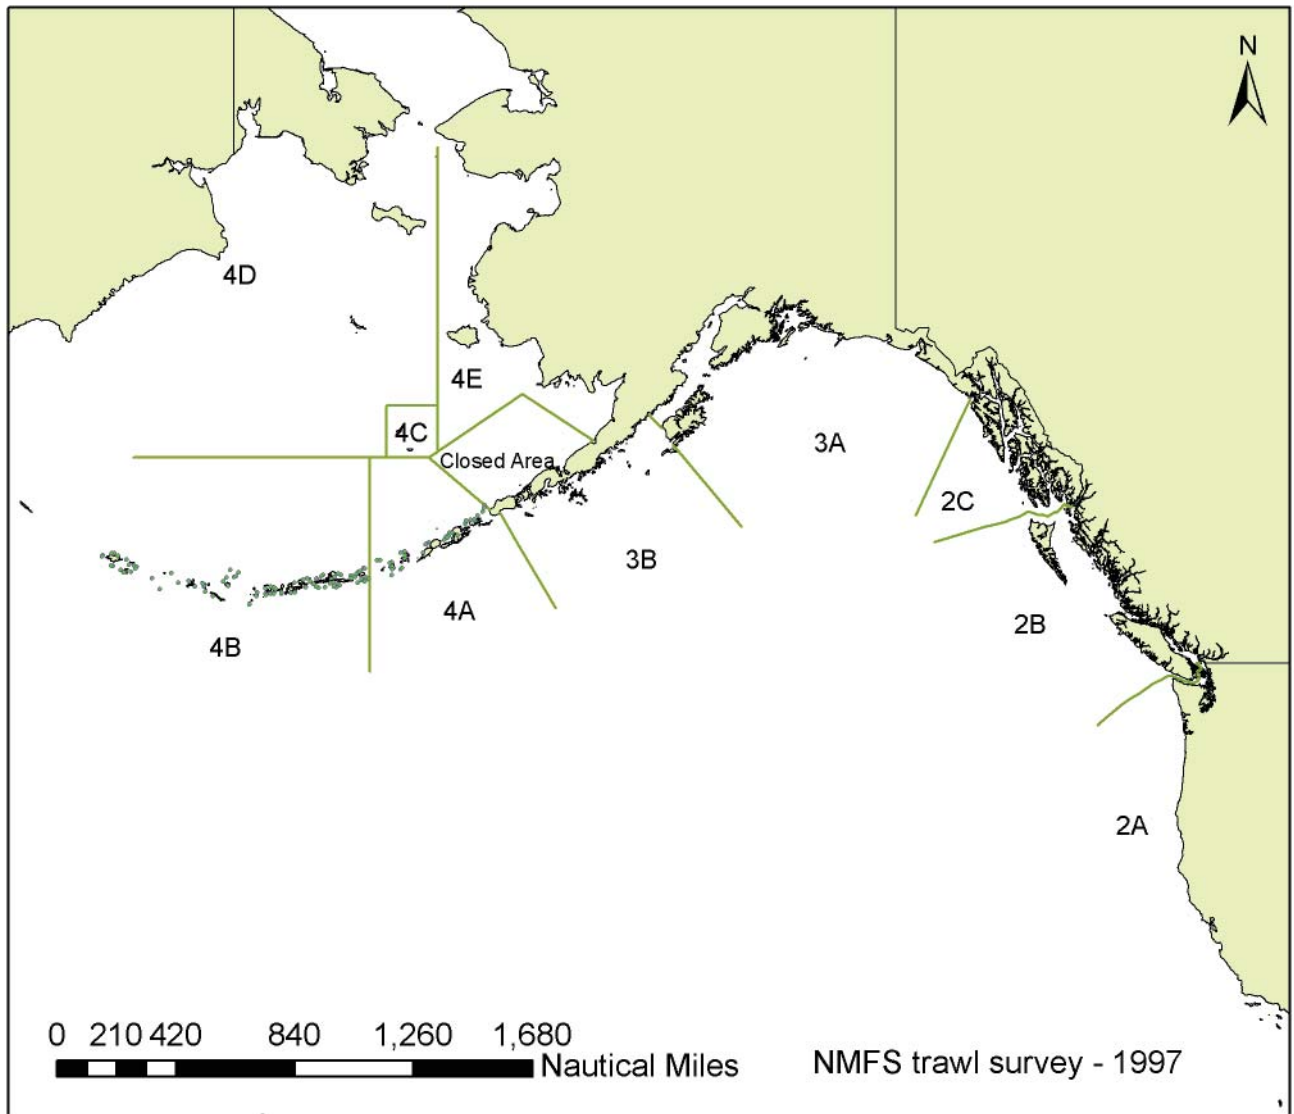 N
4D
4E
4C
Closed Area
3A
2C
3B
4A
2B
4B
2A
0 210 420 840 1,260 1,680
Nautical Miles
NMFS trawl survey - 1997